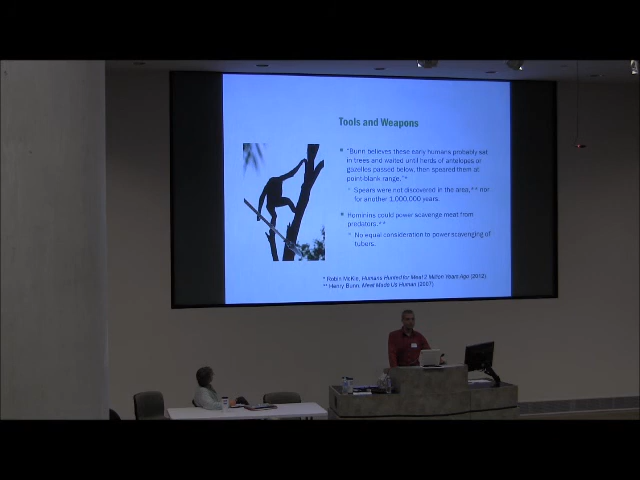 Tools and Weapons
"Bunn believes these early humans probably sat
in trees and waited until herds of antelopes or
gazelles passed below, then speared them at
point-blank range."*
Spears were not discovered in the area,** nor
for another 1,000,000 years.
Hominins could power scavenge meat from
predators.**
No equal consideration to power scavenging of
tubers.
* Robin McKie, Humans Hunted for Meat 2 Million Years Ago (2012).
** Henry Bunn, Meat Made Us Human (2007)